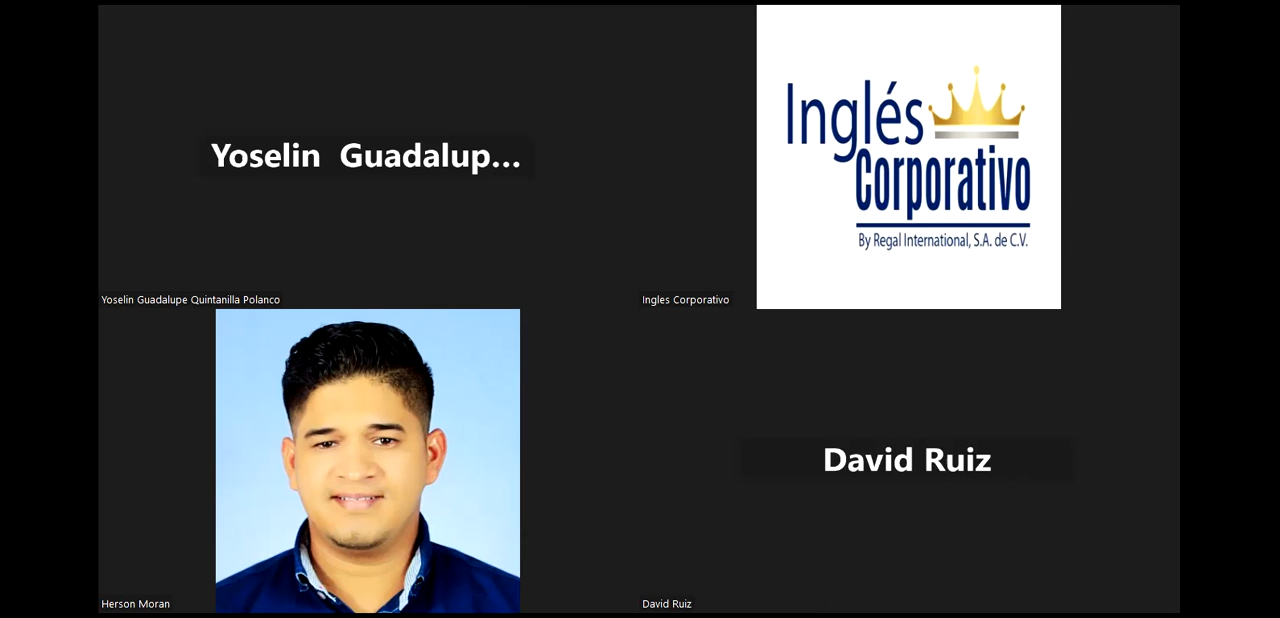 Yoselin  Guadalup...
Inglés
Corporativo
By Regal International, S.A. de C.V.
Yoselin Guadalupe Quintanilla Polanco
Ingles Corporativo
David Ruiz
Herson Moran
David Ruiz